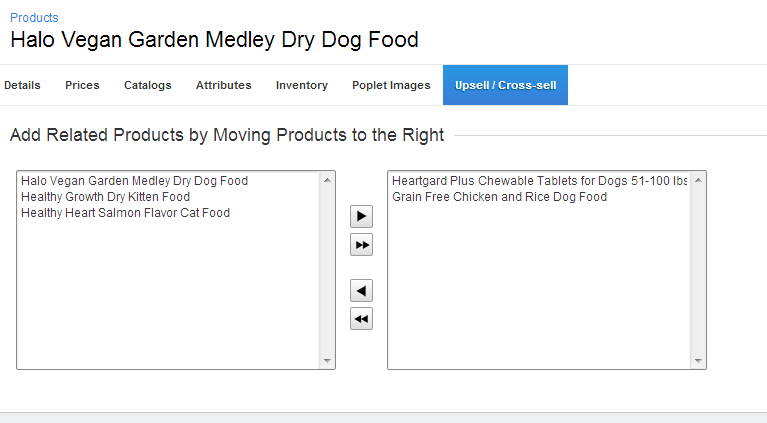 Products
Halo Vegan Garden Medley Dry Dog Food
Details Prices Catalogs Attributes Inventory Poplet Images Upsell / Cross-sell
Add Related Products by Moving Products to the Right
Halo Vegan Garden Medley Dry Dog Food
Healthy Growth Dry Kitten Food
Healthy Heart Salmon Flavor Cat Food
Heartgard Plus Chewable Tablets for Dogs 51-100 lbs
Grain Free Chicken and Rice Dog Food